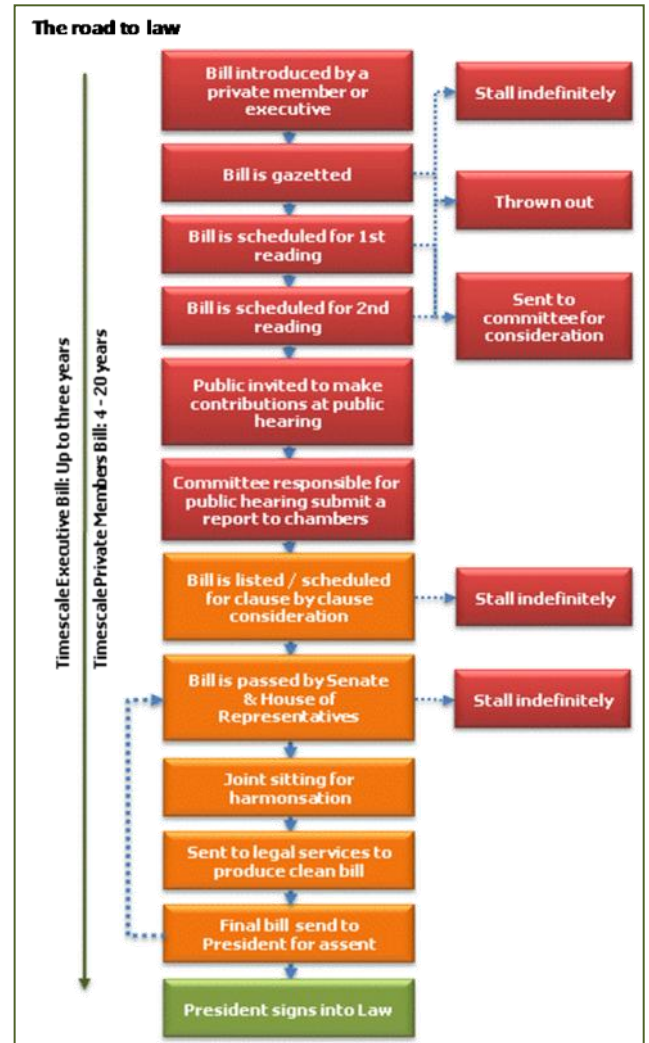 The road to law
Bill introduced by a
private member or
executive
Stall indefinitely
Bill is gazetted
Thrown out
Bill is scheduled for 1st
reading
Bill is scheduled for 2nd
reading
Sent to
committee for
consideration
Public invited to make
contributions at public
hearing
Committee responsible for
public hearing submit a
report to chambers
Bill is listed / scheduled
for clause by clause
consideration
Stall indefinitely
Bill is passed by Senate
& House of
Representatives
Stall indefinitely
Joint sitting for
harmonsation
Sent to legal services to
produce clean bill
Final bill send to
President for assent
President signs into Law
Timescale Executive Bill: Up to three years
Timescale Private Members Bill: 4 - 20 years